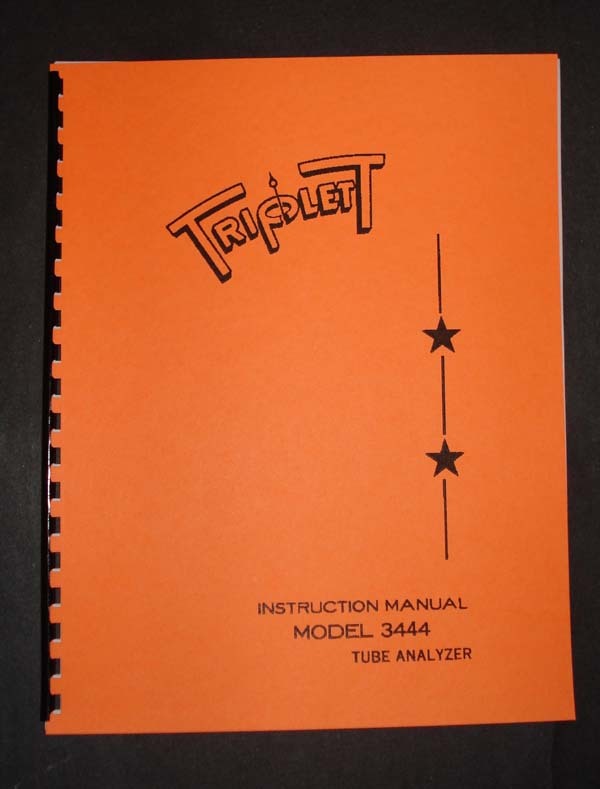 TRIPLETT
INSTRUCTION MANUAL
MODEL 3444
TUBE ANALYZER